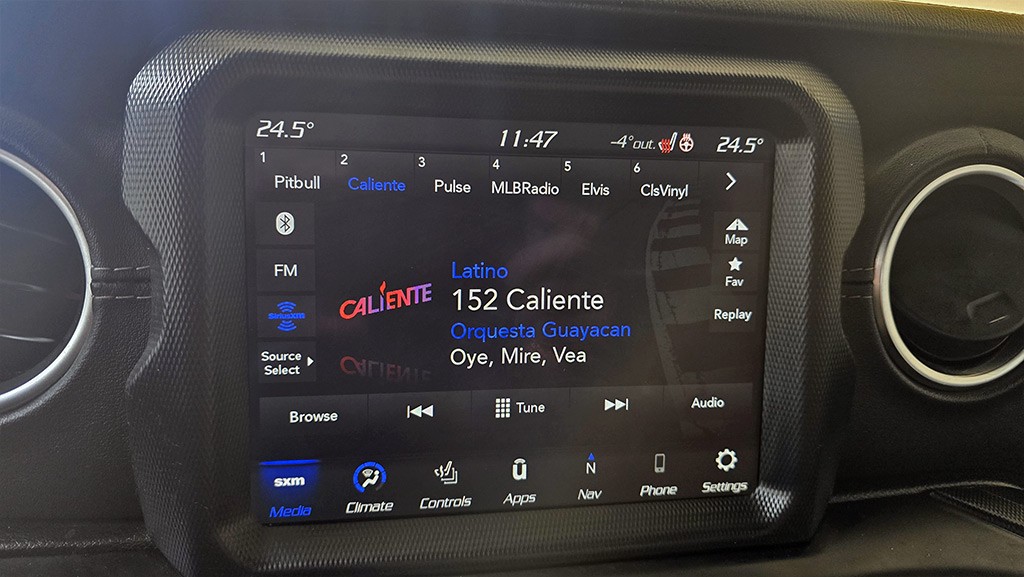 24.5° 11:47 -4°out. 24.5°
1 2 3 4 5 6
Pitbull Caliente Pulse MLBRadio Elvis ClsVinyl
Map
FM
Fav
Latino
CALIENTE 152 Caliente
SiriusXM
Orquesta Guayacan
Replay
Oye, Mire, Vea
Source
Select
CALIENTE
Browse Tune Audio
sxm N
Media Climate Controls Apps Nav Phone Settings